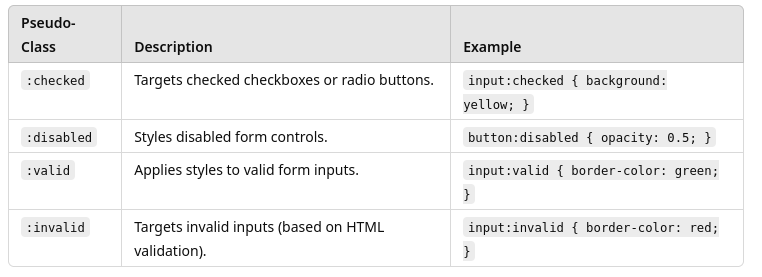 Pseudo-
Class
Description
Example
:checked
Targets checked checkboxes or radio buttons.
input:checked { background:
yellow; }
:disabled
Styles disabled form controls.
button:disabled { opacity: 0.5; }
:valid
Applies styles to valid form inputs.
input:valid { border-color: green;
}
:invalid
Targets invalid inputs (based on HTML
validation).
input:invalid { border-color: red;
}